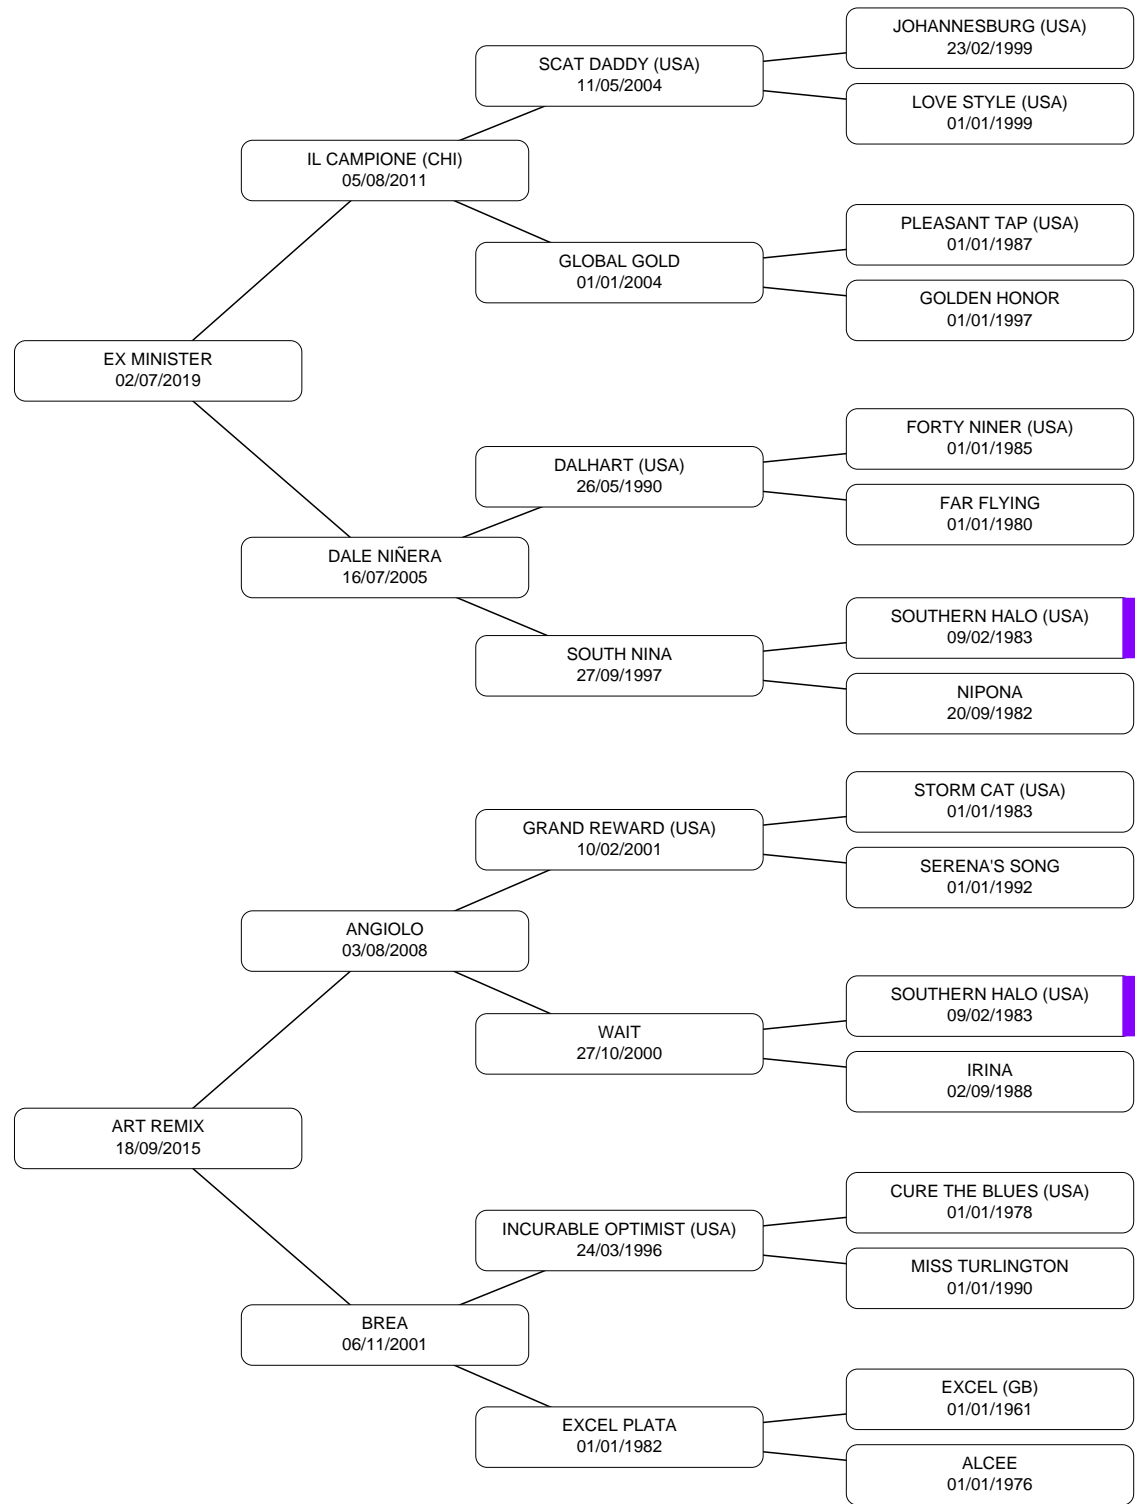 JOHANNESBURG (USA)
23/02/1999
SCAT DADDY (USA)
11/05/2004
LOVE STYLE (USA)
01/01/1999
IL CAMPIONE (CHI)
05/08/2011
PLEASANT TAP (USA)
01/01/1987
GLOBAL GOLD
01/01/2004
GOLDEN HONOR
01/01/1997
EX MINISTER
02/07/2019
FORTY NINER (USA)
01/01/1985
DALHART (USA)
26/05/1990
FAR FLYING
01/01/1980
DALE NIÑERA
16/07/2005
SOUTHERN HALO (USA)
09/02/1983
SOUTH NINA
27/09/1997
NIPONA
20/09/1982
STORM CAT (USA)
01/01/1983
GRAND REWARD (USA)
10/02/2001
SERENA'S SONG
01/01/1992
ANGIOLO
03/08/2008
SOUTHERN HALO (USA)
09/02/1983
WAIT
27/10/2000
IRINA
02/09/1988
ART REMIX
18/09/2015
CURE THE BLUES (USA)
01/01/1978
INCURABLE OPTIMIST (USA)
24/03/1996
MISS TURLINGTON
01/01/1990
BREA
06/11/2001
EXCEL (GB)
01/01/1961
EXCEL PLATA
01/01/1982
ALCEE
01/01/1976